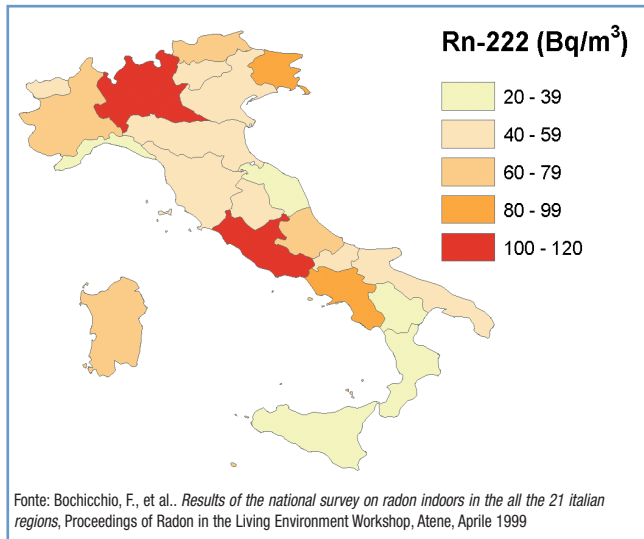 Rn-222 (Bq/m³)
20 - 39
40 - 59
60 - 79
80 - 99
100 - 120
Fonte: Bochicchio, F., et al.. Results of the national survey on radon indoors in the all the 21 italian
regions, Proceedings of Radon in the Living Environment Workshop, Atene, Aprile 1999